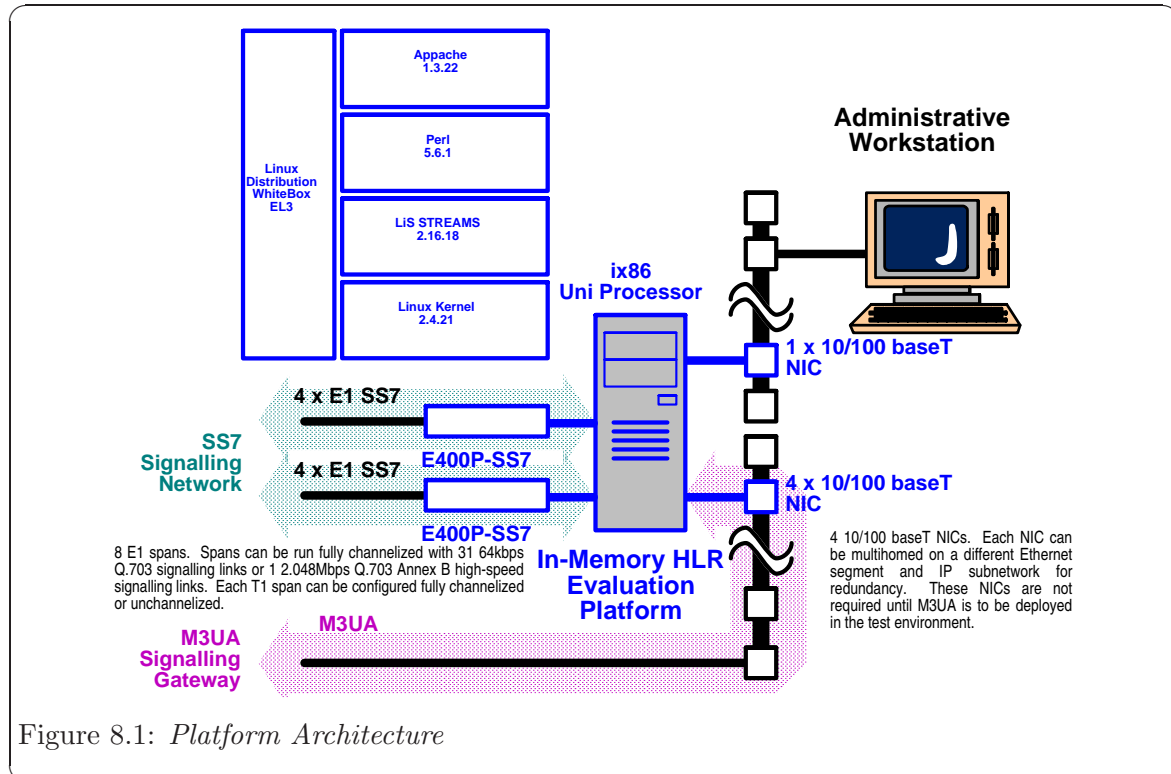 Appache
1.3.22
Perl
5.6.1
Linux
Distribution
WhiteBox
EL3
LiS STREAMS
2.16.18
Linux Kernel
2.4.21
Administrative
Workstation
ix86
Uni Processor
1 x 10/100 baseT
NIC
4 x E1 SS7
E400P-SS7
SS7
Signalling
Network
4 x E1 SS7
E400P-SS7
4 x 10/100 baseT
NIC
8 E1 spans. Spans can be run fully channelized with 31 64kbps
Q.703 signalling links or 1 2.048Mbps Q.703 Annex B high-speed
signalling links. Each T1 span can be configured fully channelized
or unchannelized.
In-Memory HLR
Evaluation
Platform
4 10/100 baseT NICs. Each NIC can
be multihomed on a different Ethernet
segment and IP subnetwork for
redundancy. These NICs are not
required until M3UA is to be deployed
in the test environment.
M3UA
M3UA
Signalling
Gateway
Figure 8.1: Platform Architecture